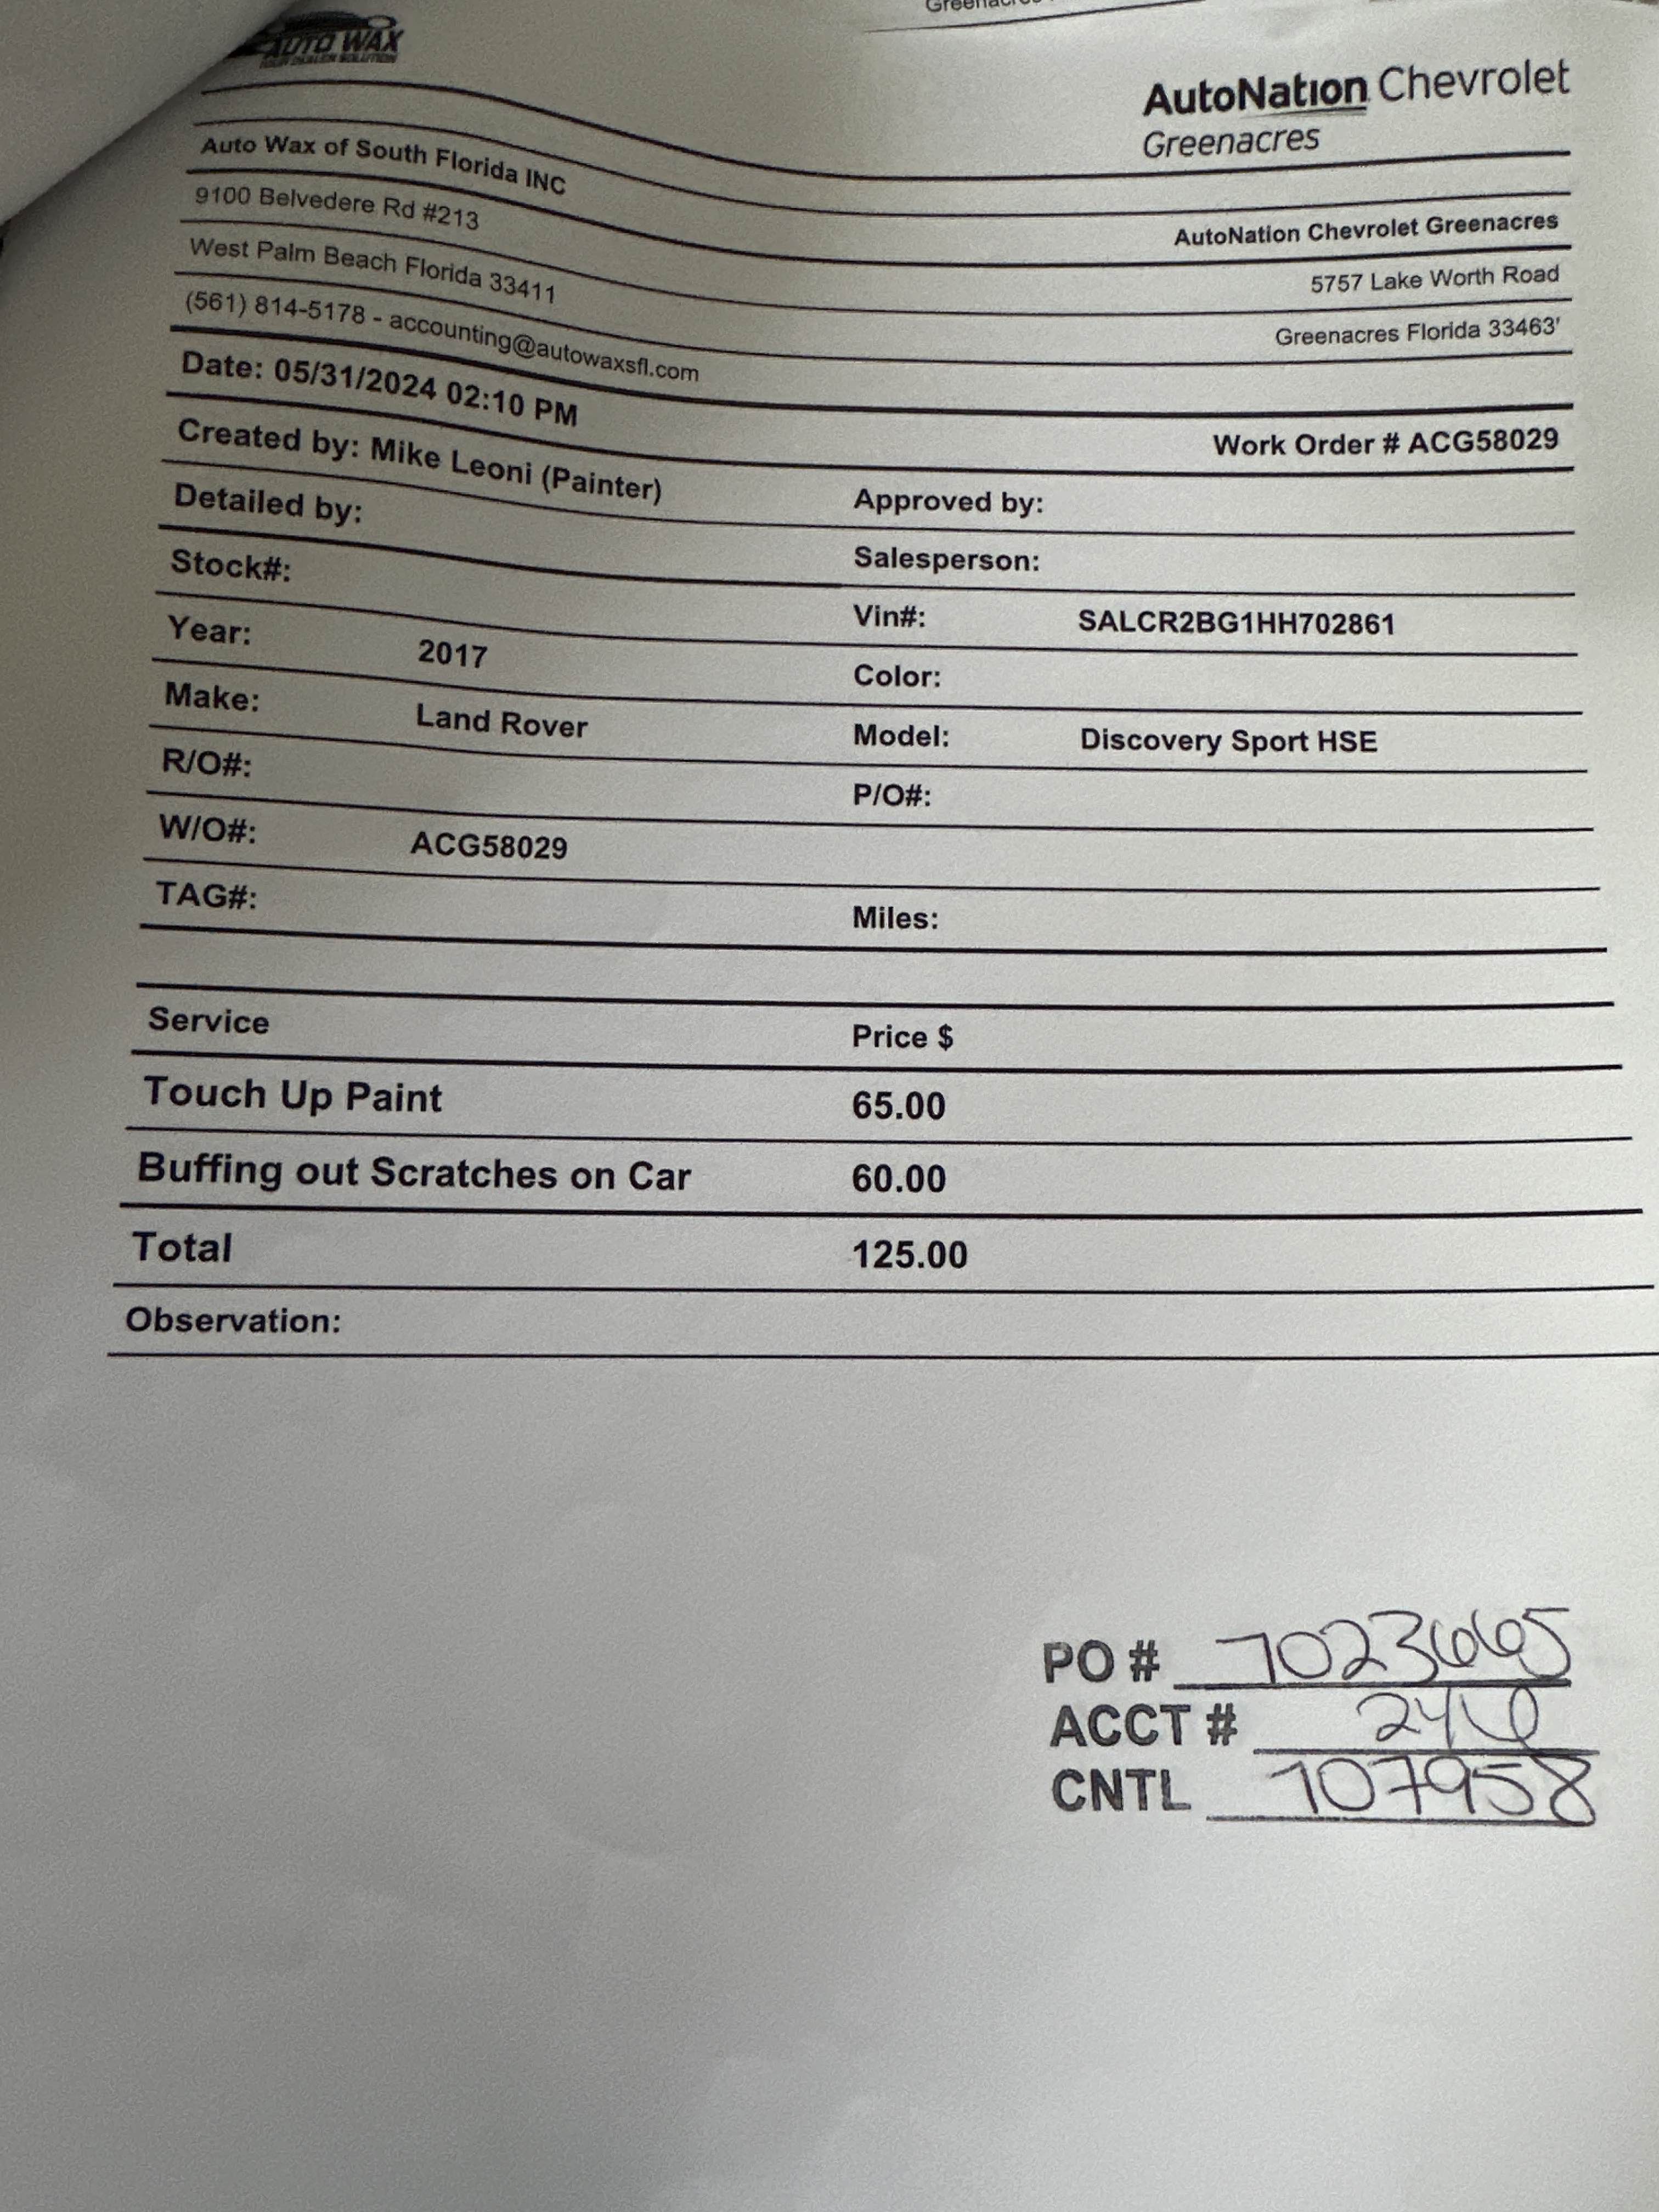 AUTO WAX
AutoNation Chevrolet
Greenacres
Auto Wax of South Florida INC
9100 Belvedere Rd #213
West Palm Beach Florida 33411
(561) 814-5178 - accounting@autowaxsfl.com
AutoNation Chevrolet Greenacres
5757 Lake Worth Road
Greenacres Florida 33463'
Date: 05/31/2024 02:10 PM
Work Order # ACG58029
Created by: Mike Leoni (Painter)
Approved by:
Detailed by:
Salesperson:
Stock#:
Vin#: SALCR2BG1HH702861
Year: 2017
Color:
Make: Land Rover
Model: Discovery Sport HSE
R/O#:
P/O#:
W/O#: ACG58029
TAG#:
Miles:
Service Price $
Touch Up Paint 65.00
Buffing out Scratches on Car 60.00
Total 125.00
Observation:
PO # 7023665
ACCT # 246
CNTL 707958